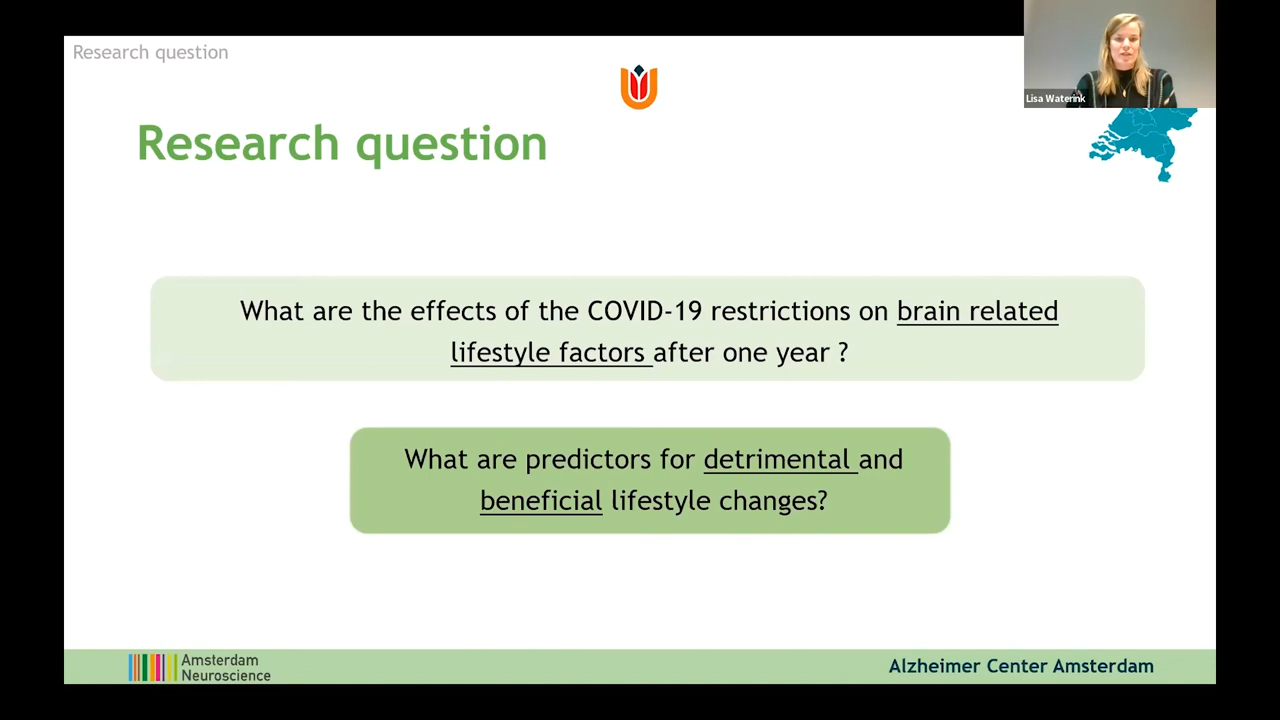 Research question
Lisa Waterink
Research question
What are the effects of the COVID-19 restrictions on brain related
lifestyle factors after one year ?
What are predictors for detrimental and
beneficial lifestyle changes?
Amsterdam
Neuroscience
Alzheimer Center Amsterdam